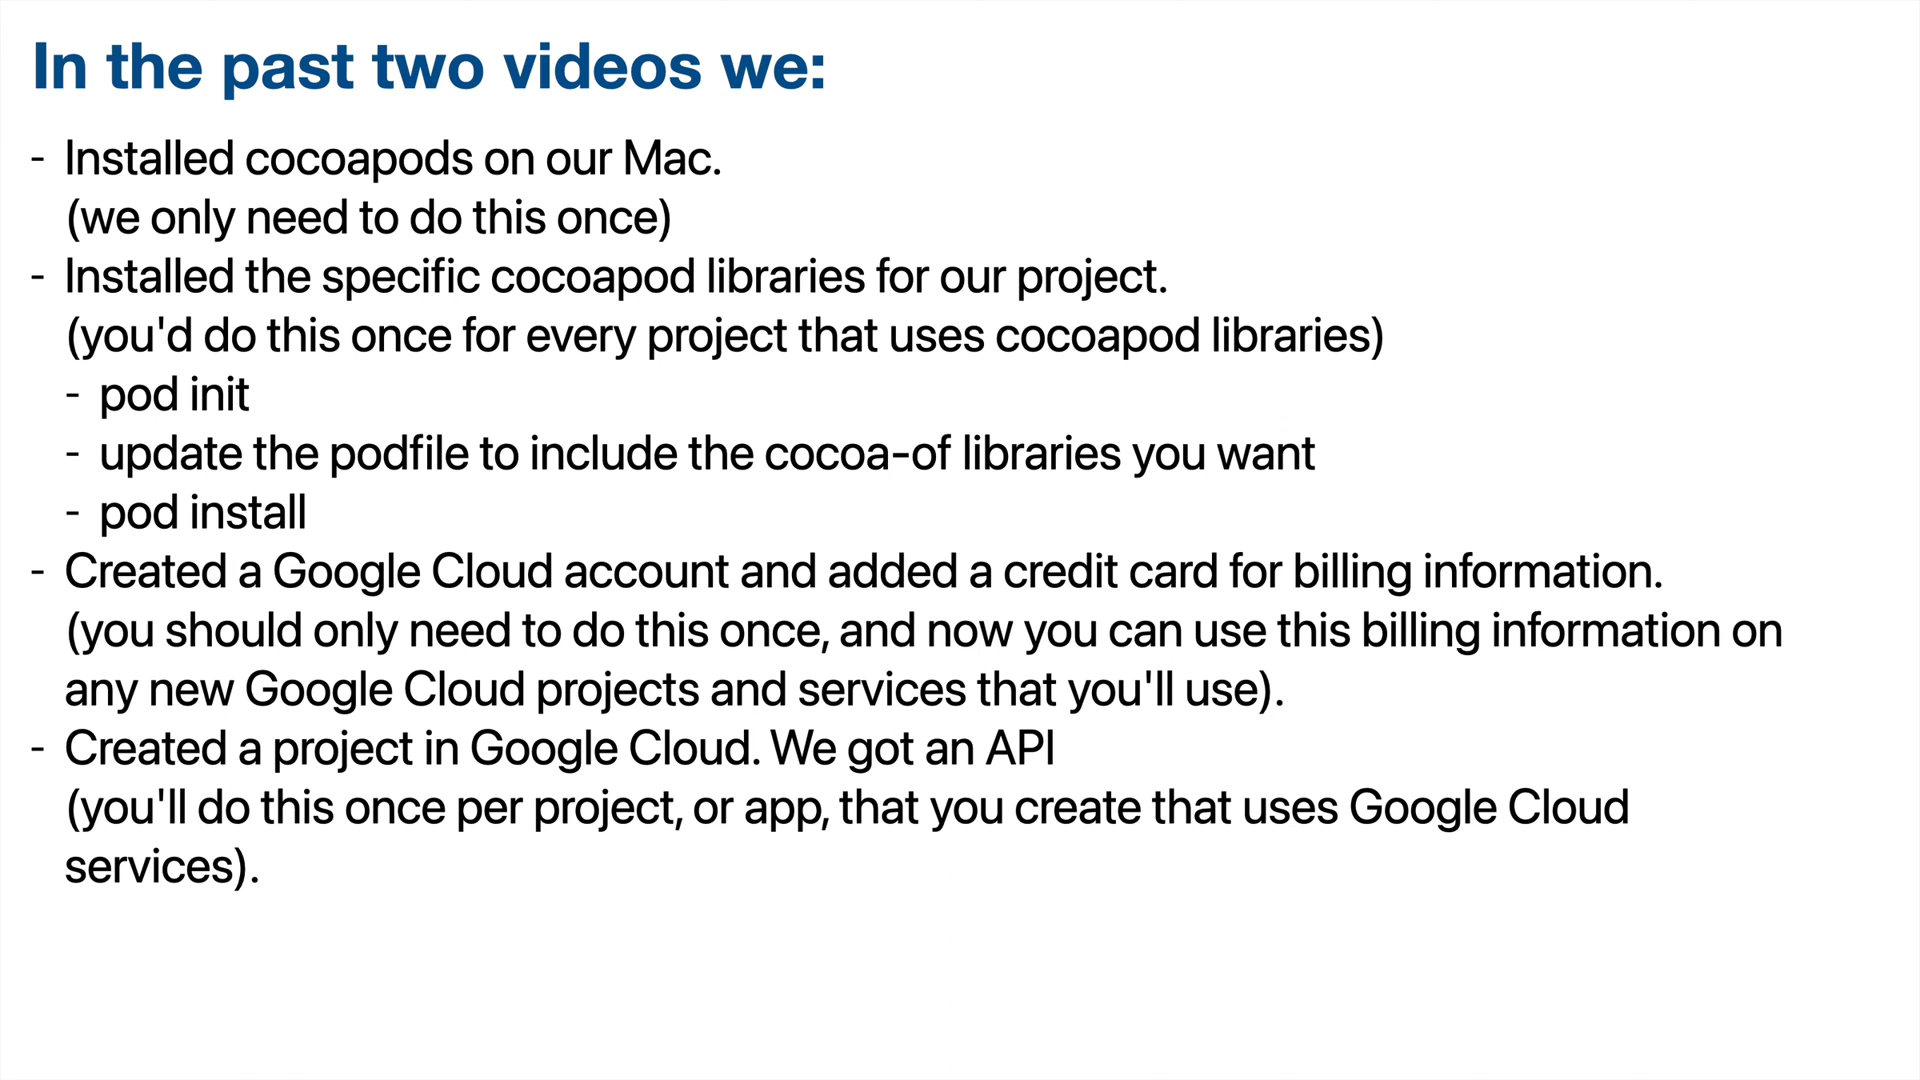 In the past two videos we:
- Installed cocoapods on our Mac.
(we only need to do this once)
- Installed the specific cocoapod libraries for our project.
(you'd do this once for every project that uses cocoapod libraries)
- pod init
- update the podfile to include the cocoa-of libraries you want
- pod install
- Created a Google Cloud account and added a credit card for billing information.
(you should only need to do this once, and now you can use this billing information on
any new Google Cloud projects and services that you'll use).
- Created a project in Google Cloud. We got an API
(you'll do this once per project, or app, that you create that uses Google Cloud
services).